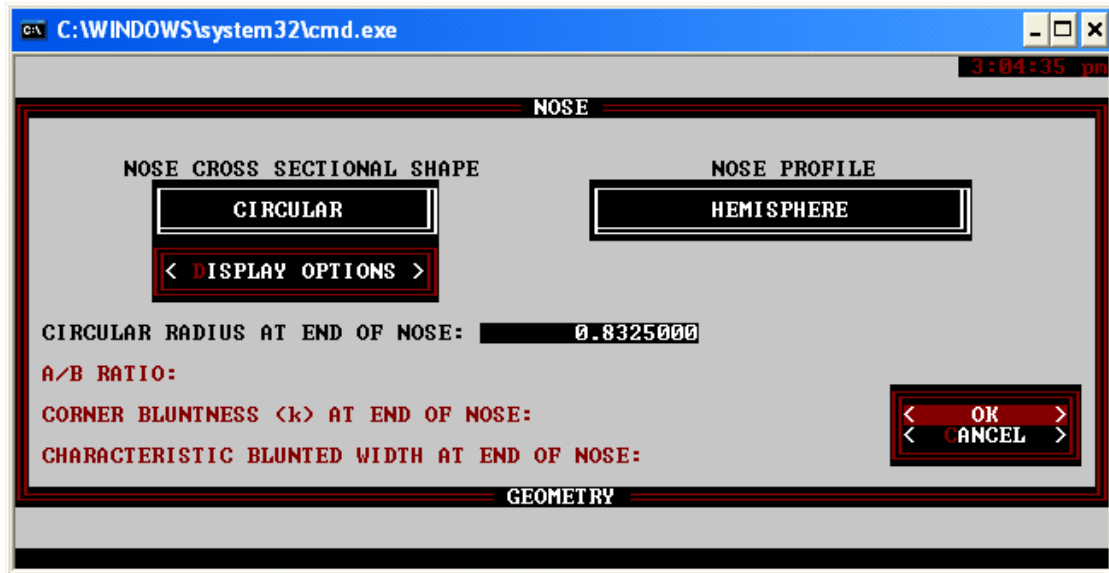 C:\WINDOWS\system32\cmd.exe
3:04:35 pm
NOSE
NOSE CROSS SECTIONAL SHAPE NOSE PROFILE
CIRCULAR HEMISPHERE
< DISPLAY OPTIONS >
CIRCULAR RADIUS AT END OF NOSE: 0.8325000
A/B RATIO:
CORNER BLUNTNESS (k) AT END OF NOSE:
< OK >
< CANCEL >
CHARACTERISTIC BLUNTED WIDTH AT END OF NOSE:
GEOMETRY